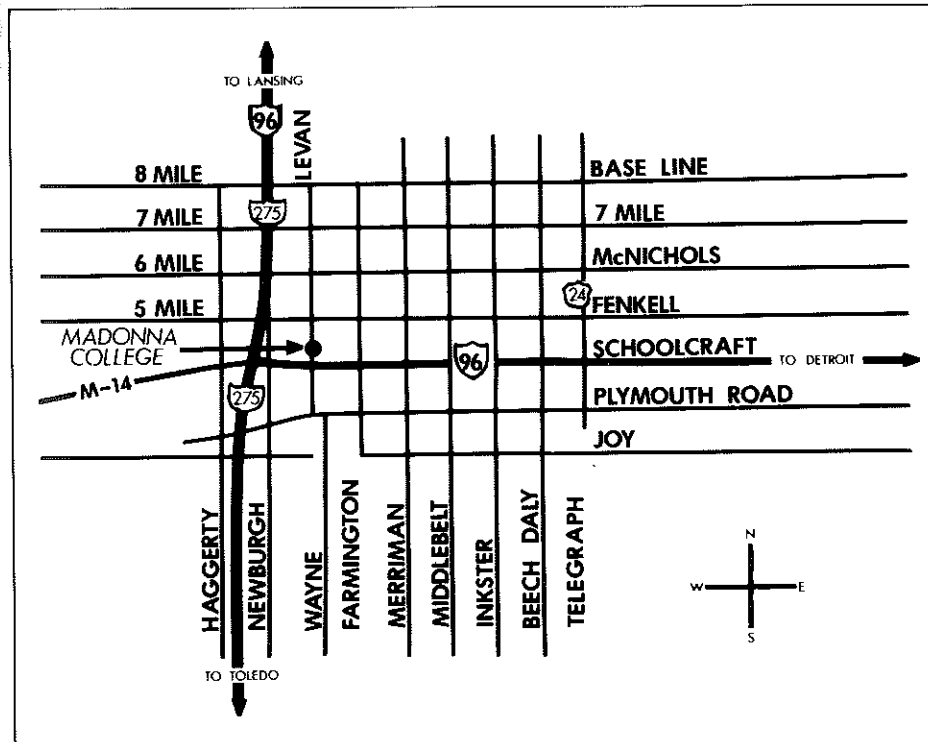 TO LANSING
96
LEVAN
8 MILE
BASE LINE
275
7 MILE
7 MILE
6 MILE
McNICHOLS
24
5 MILE
FENKELL
MADONNA
COLLEGE
96
SCHOOLCRAFT
TO DETROIT
M-14
275
PLYMOUTH ROAD
JOY
HAGGERTY
NEWBURGH
WAYNE
FARMINGTON
MERRIMAN
MIDDLEBELT
INKSTER
BEECH DALY
TELEGRAPH
N
W
E
S
TO TOLEDO